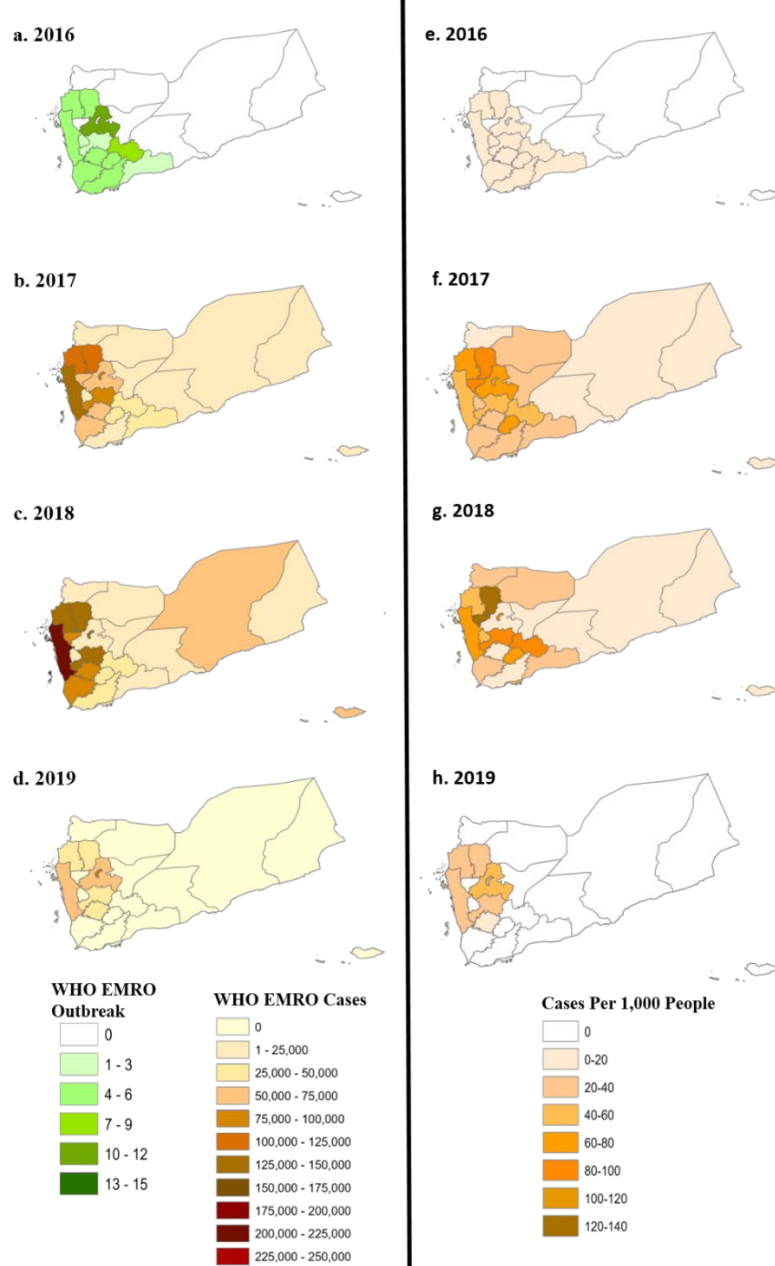 a. 2016
e. 2016
b. 2017
f. 2017
c. 2018
g. 2018
d. 2019
h. 2019
WHO EMRO
Outbreak
0
1 - 3
4 - 6
7 - 9
10 - 12
13 - 15
WHO EMRO Cases
0
1 - 25,000
25,000 - 50,000
50,000 - 75,000
75,000 - 100,000
100,000 - 125,000
125,000 - 150,000
150,000 - 175,000
175,000 - 200,000
200,000 - 225,000
225,000 - 250,000
Cases Per 1,000 People
0
0-20
20-40
40-60
60-80
80-100
100-120
120-140